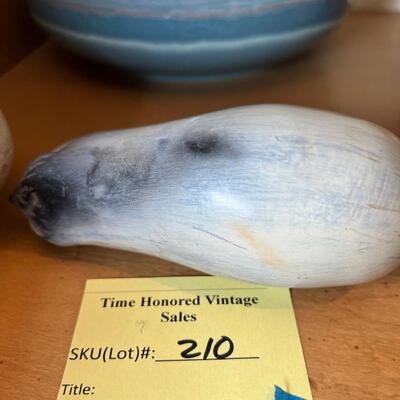 Time Honored Vintage
Sales
SKU(Lot)#: 210
Title: